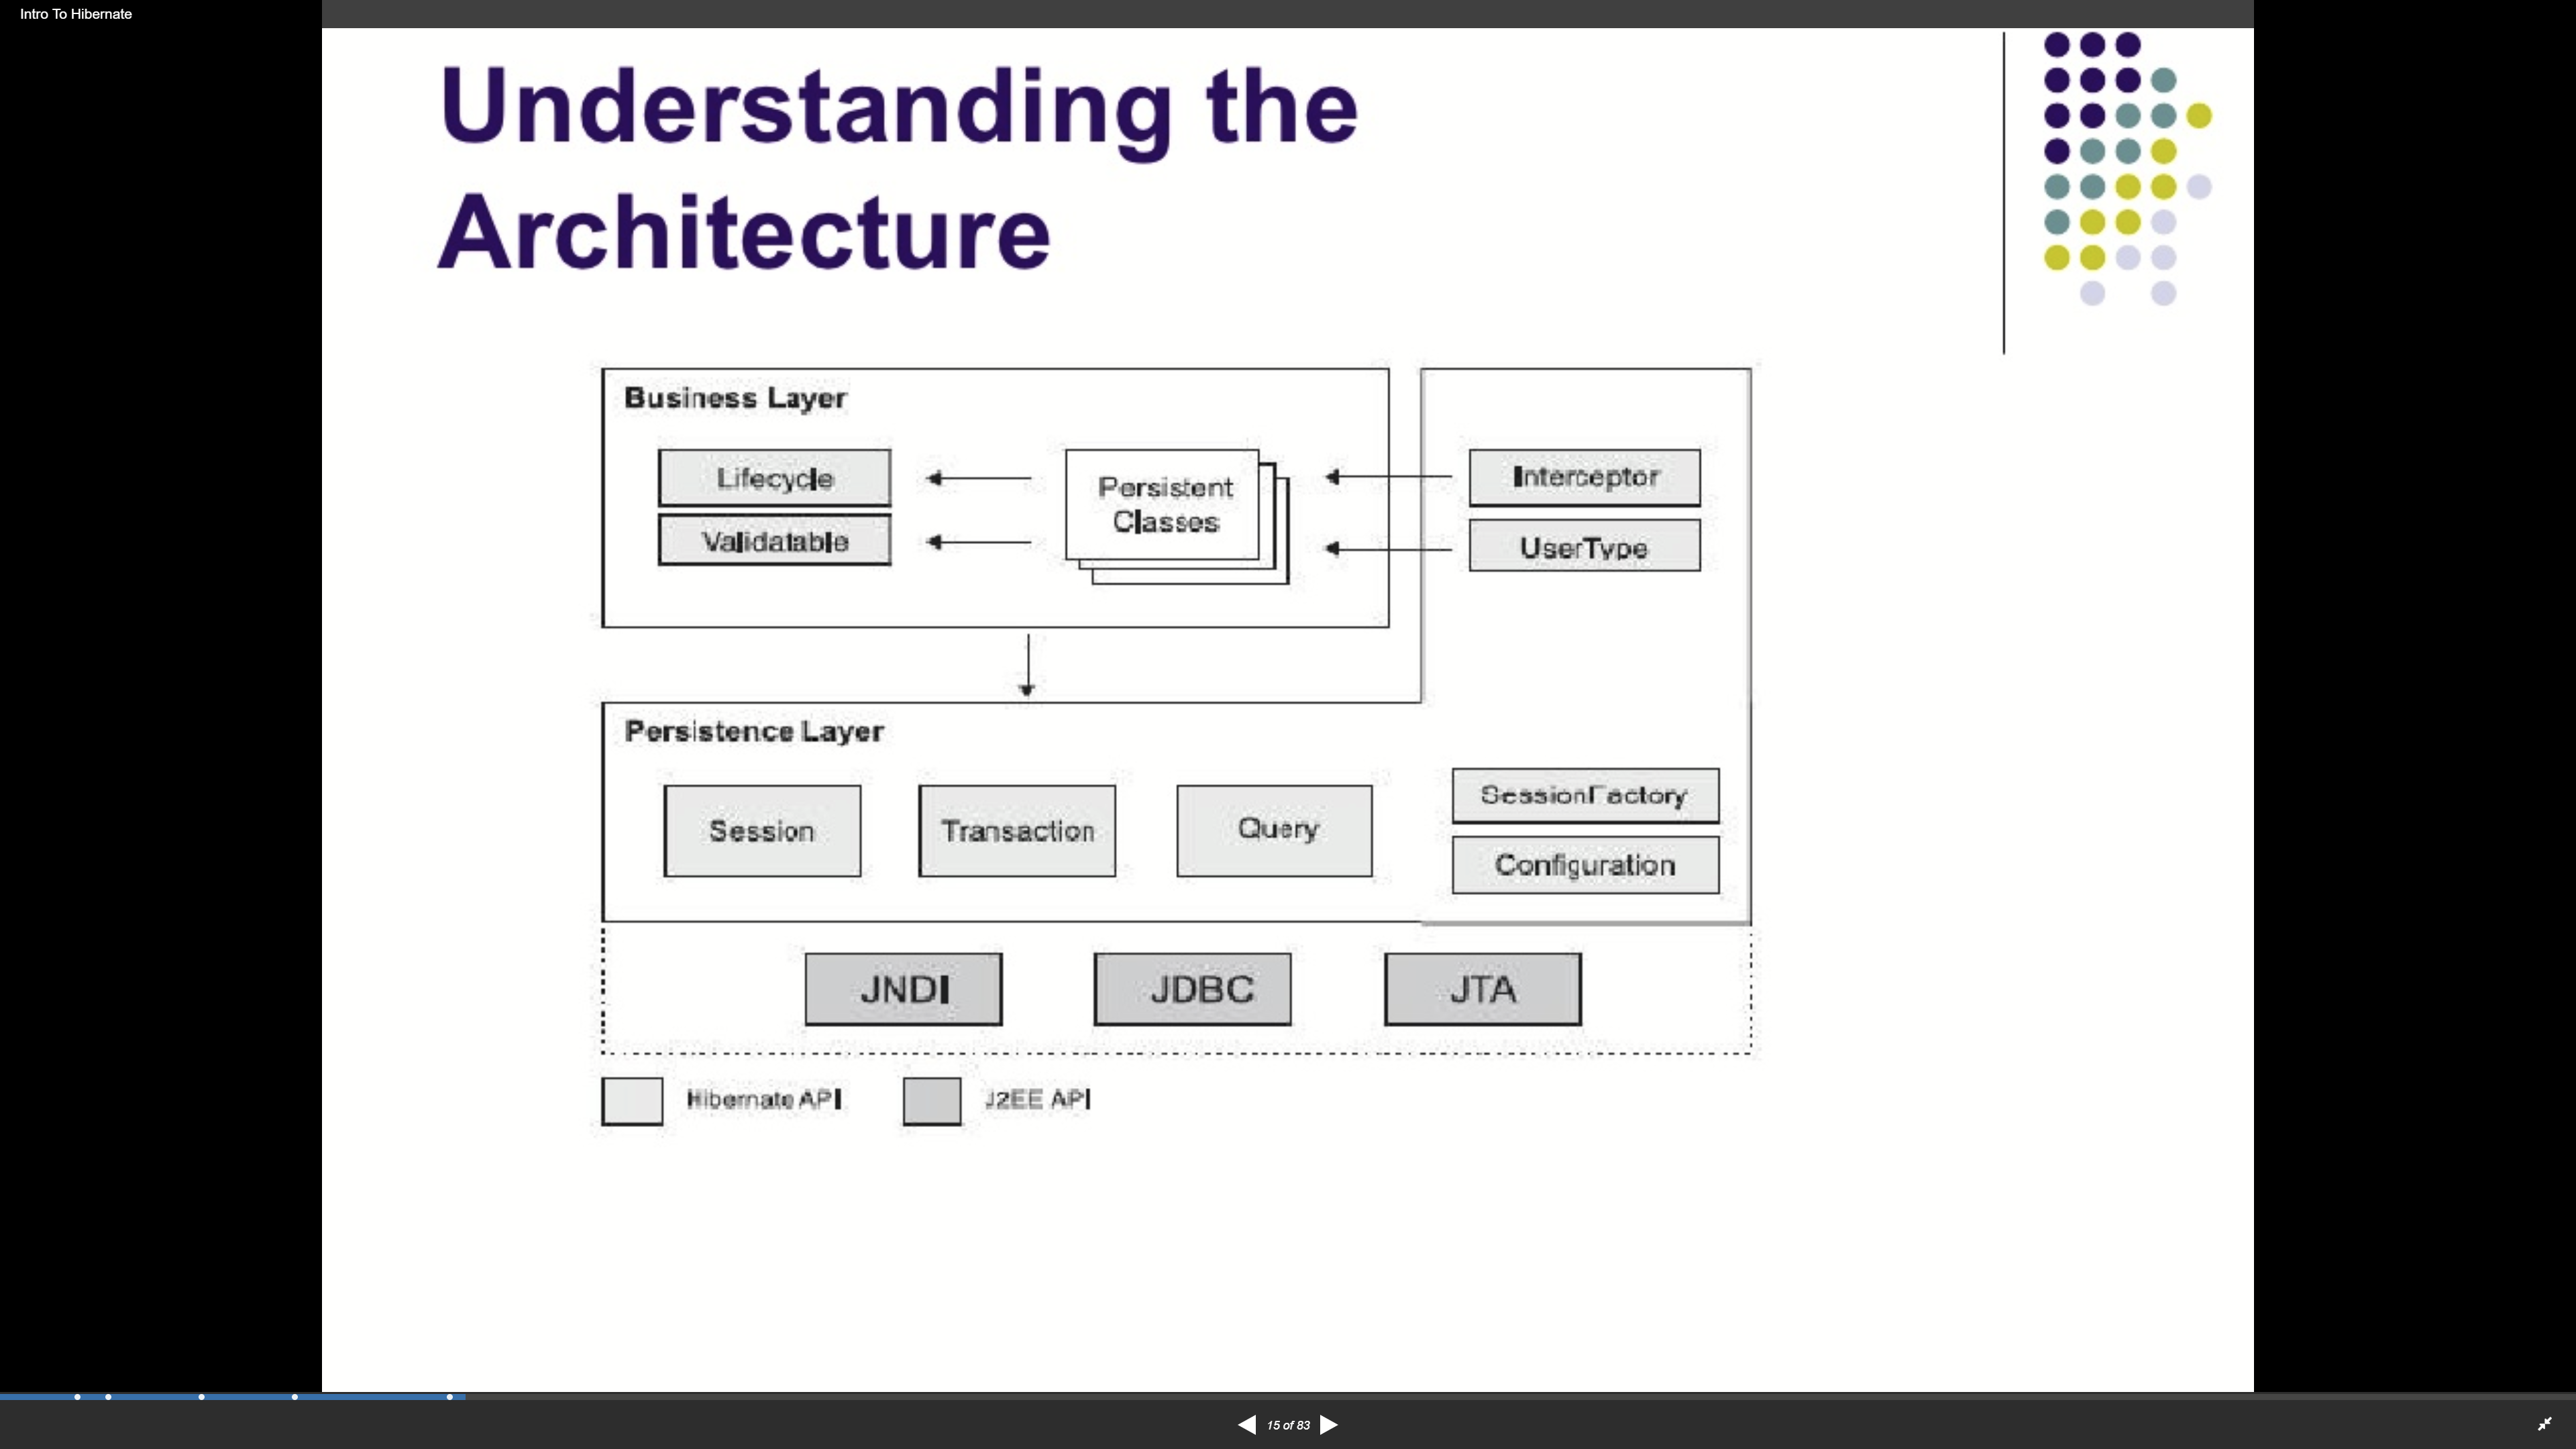 Intro To Hibernate
Understanding the
Architecture
Business Layer
Lifecycle
Validatable
Persistent
Classes
Interceptor
UserType
Persistence Layer
Session
Transaction
Query
SessionFactory
Configuration
JNDI
JDBC
JTA
Hibernate API
J2EE API
15 of 83